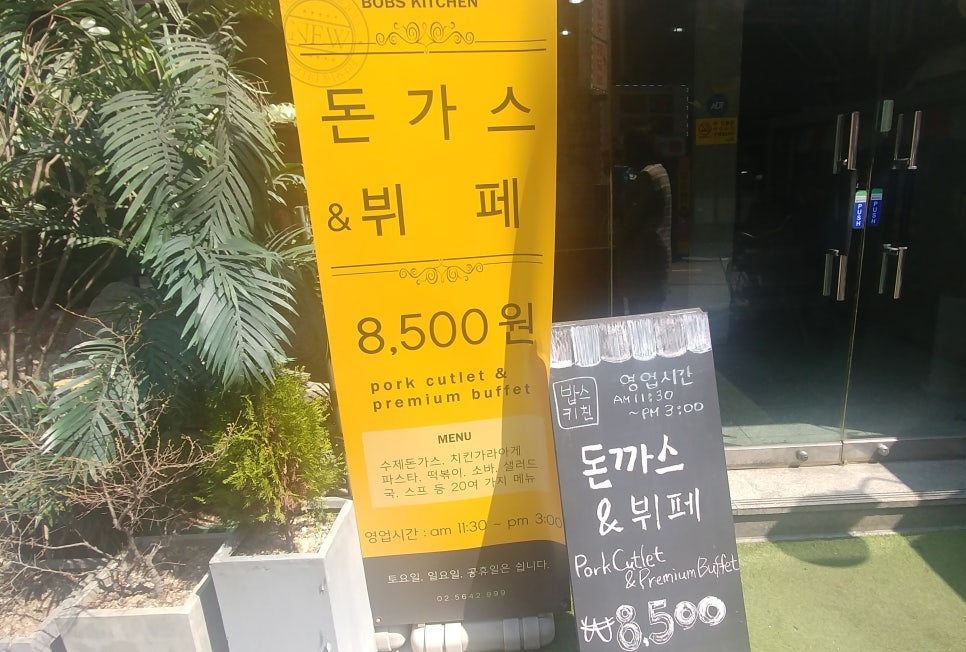 BOBS KITCHEN
NEW
돈가스
&뷔페
8,500원
pork cutlet &
premium buffet
MENU
수제돈가스, 치킨가라아게
파스타, 떡볶이, 소바, 샐러드
국, 스프 등 20여 가지 메뉴
영업시간 : am 11:30 ~ pm 3:00
토요일, 일요일, 공휴일은 쉽니다.
02.5642.999
밥스
키친
영업시간
AM 11:30
~PM 3:00
돈까스
&뷔페
Pork Cutlet
&Premium Buffet
₩8,500
ADT
PUSH
PUSH